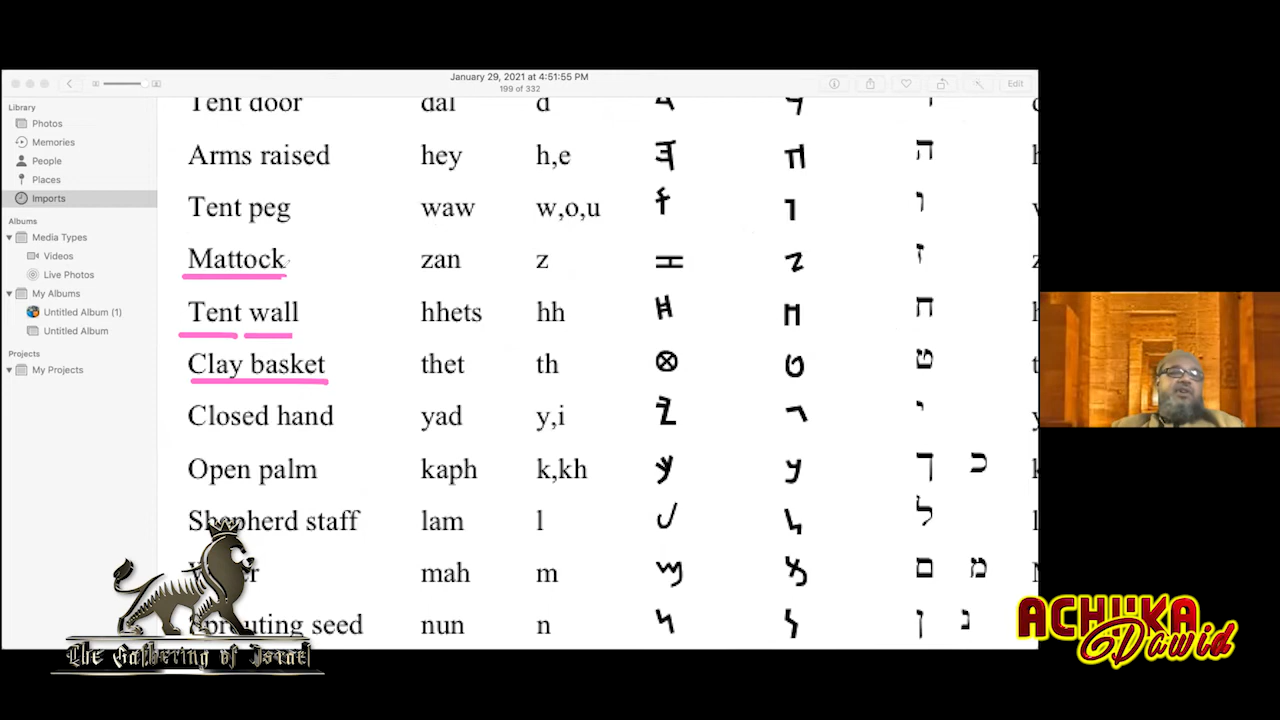 January 29, 2021 at 4:51:55 PM
199 of 332
Edit
Library
Photos
Memories
People
Places
Imports
Albums
Media Types
Videos
Live Photos
My Albums
Untitled Album (1)
Untitled Album
Projects
My Projects
Tent door dal d
Arms raised hey h,e 𐤄 ה
Tent peg waw w,o,u ו
Mattock zan z 𐤆 ז
Tent wall hhets hh 𐤇 ח
Clay basket thet th 𐤈 ט
Closed hand yad y,i 𐤉 י
Open palm kaph k,kh 𐤊 ך כ
Shepherd staff lam l 𐤋 ל
mah m 𐤌 ם מ
Sprouting seed nun n 𐤍 ן נ
The Gathering of Israel
ACHUKA
Dawid